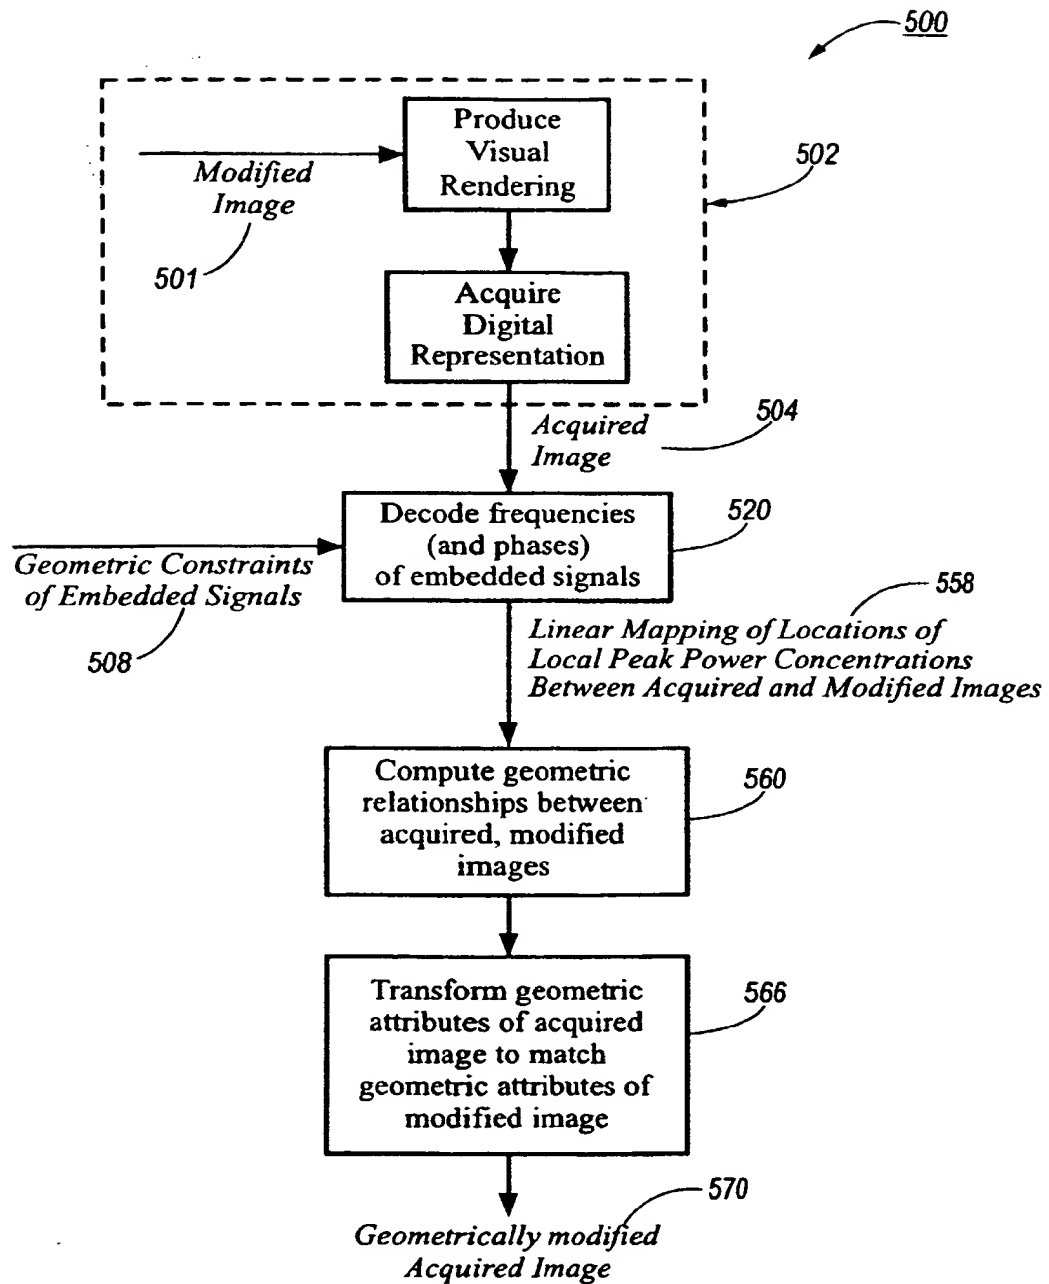 500
Produce
Visual
Rendering
502
Modified
Image
501
Acquire
Digital
Representation
Acquired
Image
504
Decode frequencies
(and phases)
of embedded signals
520
Geometric Constraints
of Embedded Signals
508
558
Linear Mapping of Locations of
Local Peak Power Concentrations
Between Acquired and Modified Images
Compute geometric
relationships between
acquired, modified
images
560
Transform geometric
attributes of acquired
image to match
geometric attributes of
modified image
566
570
Geometrically modified
Acquired Image